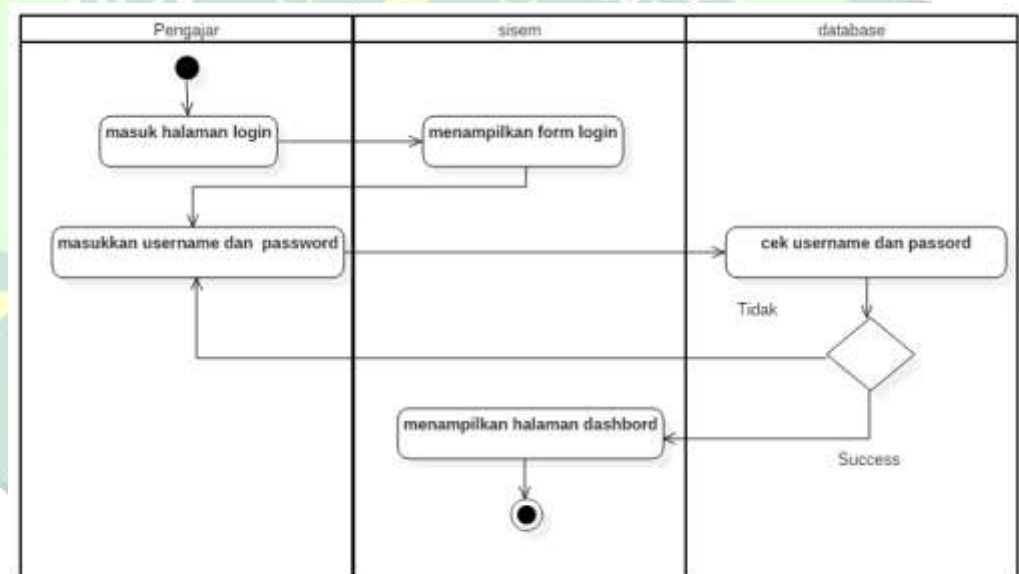 Pengajar
sisem
database
masuk halaman login
menampilkan form login
masukkan username dan password
cek username dan passord
Tidak
menampilkan halaman dashbord
Success